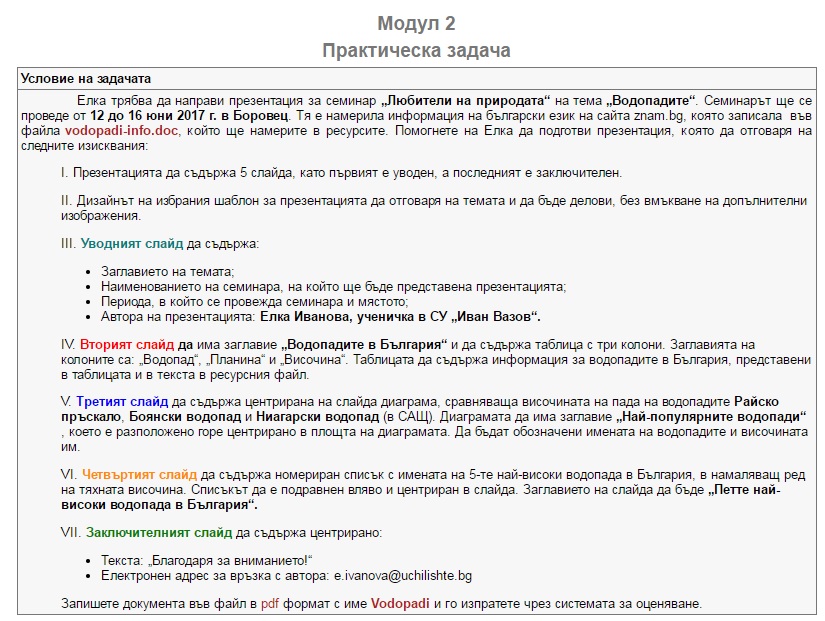 Модул 2
Практическа задача
Условие на задачата
Елка трябва да направи презентация за семинар „Любители на природата“ на тема „Водопадите“. Семинарът ще се
проведе от 12 до 16 юни 2017 г. в Боровец. Тя е намерила информация на български език на сайта znam.bg, която записала във
файла vodopadi-info.doc, който ще намерите в ресурсите. Помогнете на Елка да подготви презентация, която да отговаря на
следните изисквания:
I. Презентацията да съдържа 5 слайда, като първият е уводен, а последният е заключителен.
II. Дизайнът на избрания шаблон за презентацията да отговаря на темата и да бъде делови, без вмъкване на допълнителни
изображения.
III. Уводният слайд да съдържа:
• Заглавието на темата;
• Наименованието на семинара, на който ще бъде представена презентацията;
• Периода, в който се провежда семинара и мястото;
• Автора на презентацията: Елка Иванова, ученичка в СУ „Иван Вазов“.
IV. Вторият слайд да има заглавие „Водопадите в България“ и да съдържа таблица с три колони. Заглавията на
колоните са: „Водопад“, „Планина“ и „Височина“. Таблицата да съдържа информация за водопадите в България, представени
в таблицата и в текста в ресурсния файл.
V. Третият слайд да съдържа центрирана на слайда диаграма, сравняваща височината на пада на водопадите Райско
пръскало, Боянски водопад и Ниагарски водопад (в САЩ). Диаграмата да има заглавие „Най-популярните водопади“
, което е разположено горе центрирано в площта на диаграмата. Да бъдат обозначени имената на водопадите и височината
им.
VI. Четвъртият слайд да съдържа номериран списък с имената на 5-те най-високи водопада в България, в намаляващ ред
на тяхната височина. Списъкът да е подравнен вляво и центриран в слайда. Заглавието на слайда да бъде „Петте най-
високи водопада в България“.
VII. Заключителният слайд да съдържа центрирано:
• Текста: „Благодаря за вниманието!“
• Електронен адрес за връзка с автора: e.ivanova@uchilishte.bg
Запишете документа във файл в pdf формат с име Vodopadi и го изпратете чрез системата за оценяване.